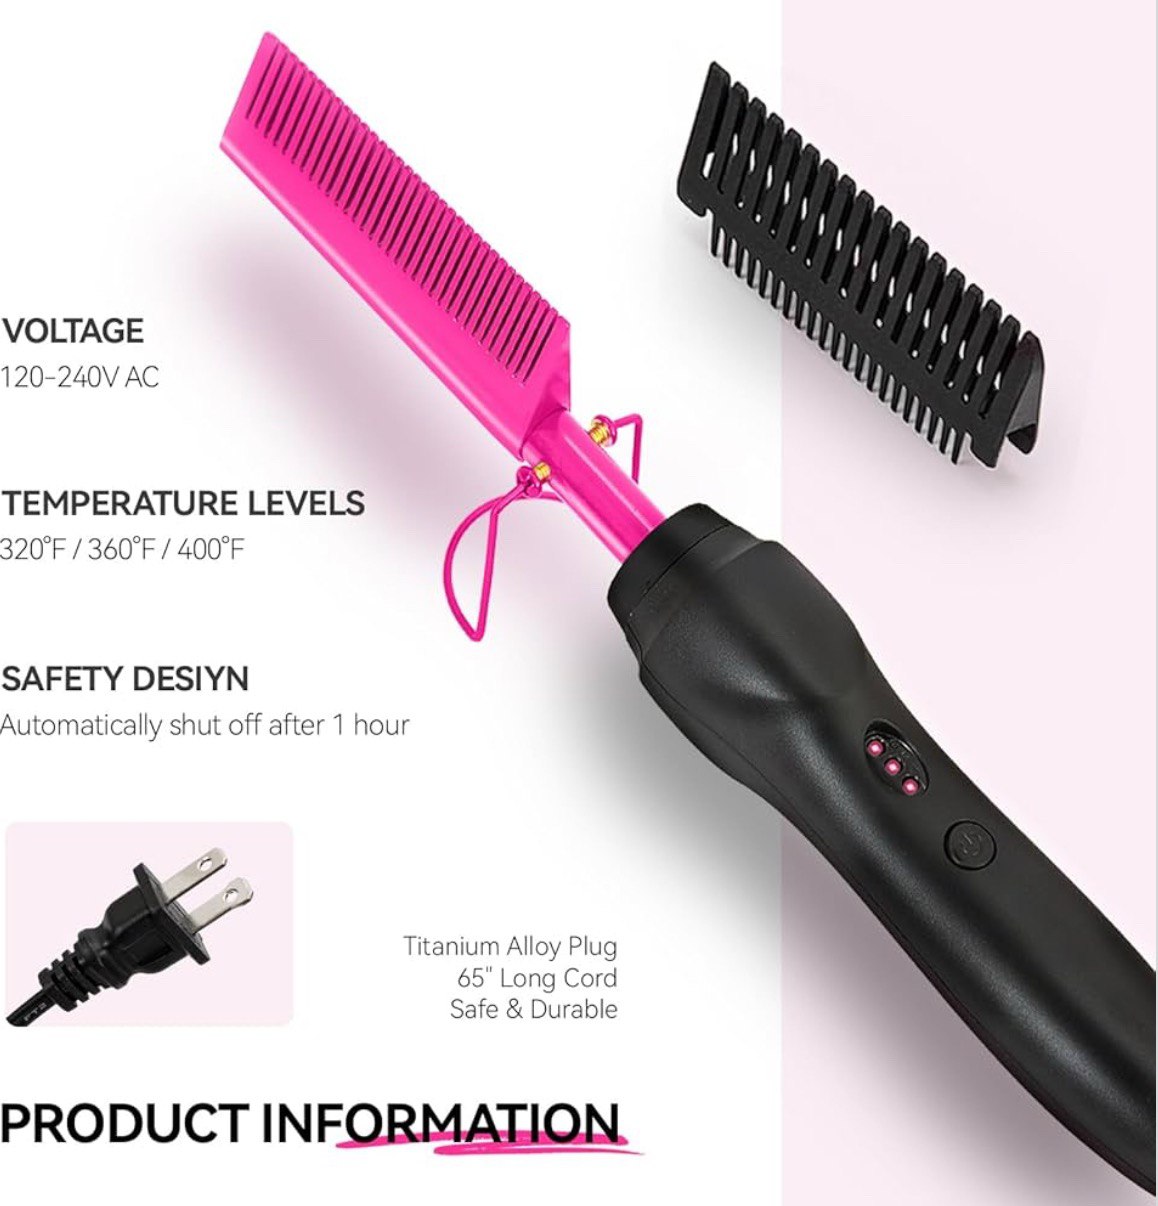 VOLTAGE
120-240V AC
TEMPERATURE LEVELS
320°F / 360°F / 400°F
SAFETY DESIYN
Automatically shut off after 1 hour
Titanium Alloy Plug
65" Long Cord
Safe & Durable
PRODUCT INFORMATION